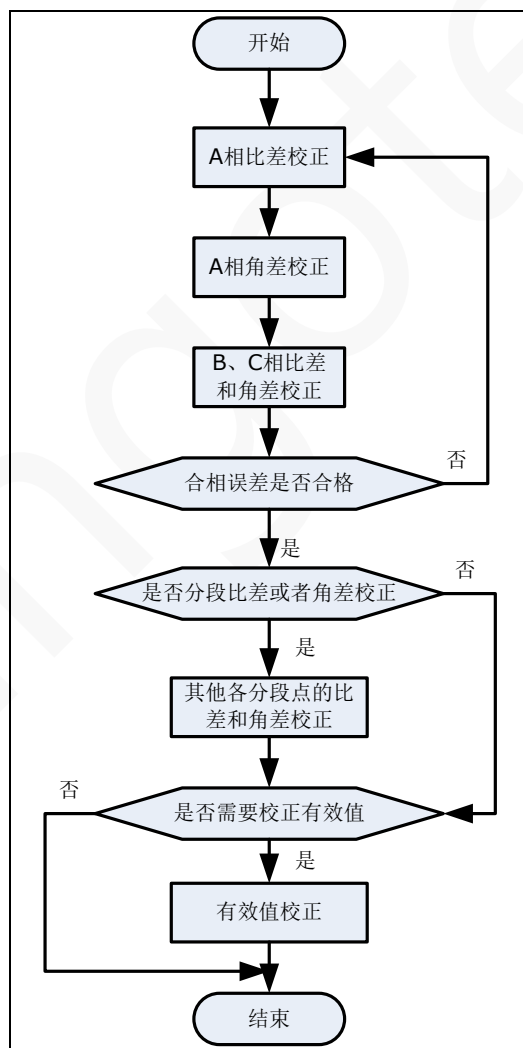 开始
A相比差校正
A相角差校正
B、C相比差
和角差校正
合相误差是否合格
否
是
是否分段比差或者角差校正
否
是
其他各分段点的比
差和角差校正
否
是否需要校正有效值
是
有效值校正
结束